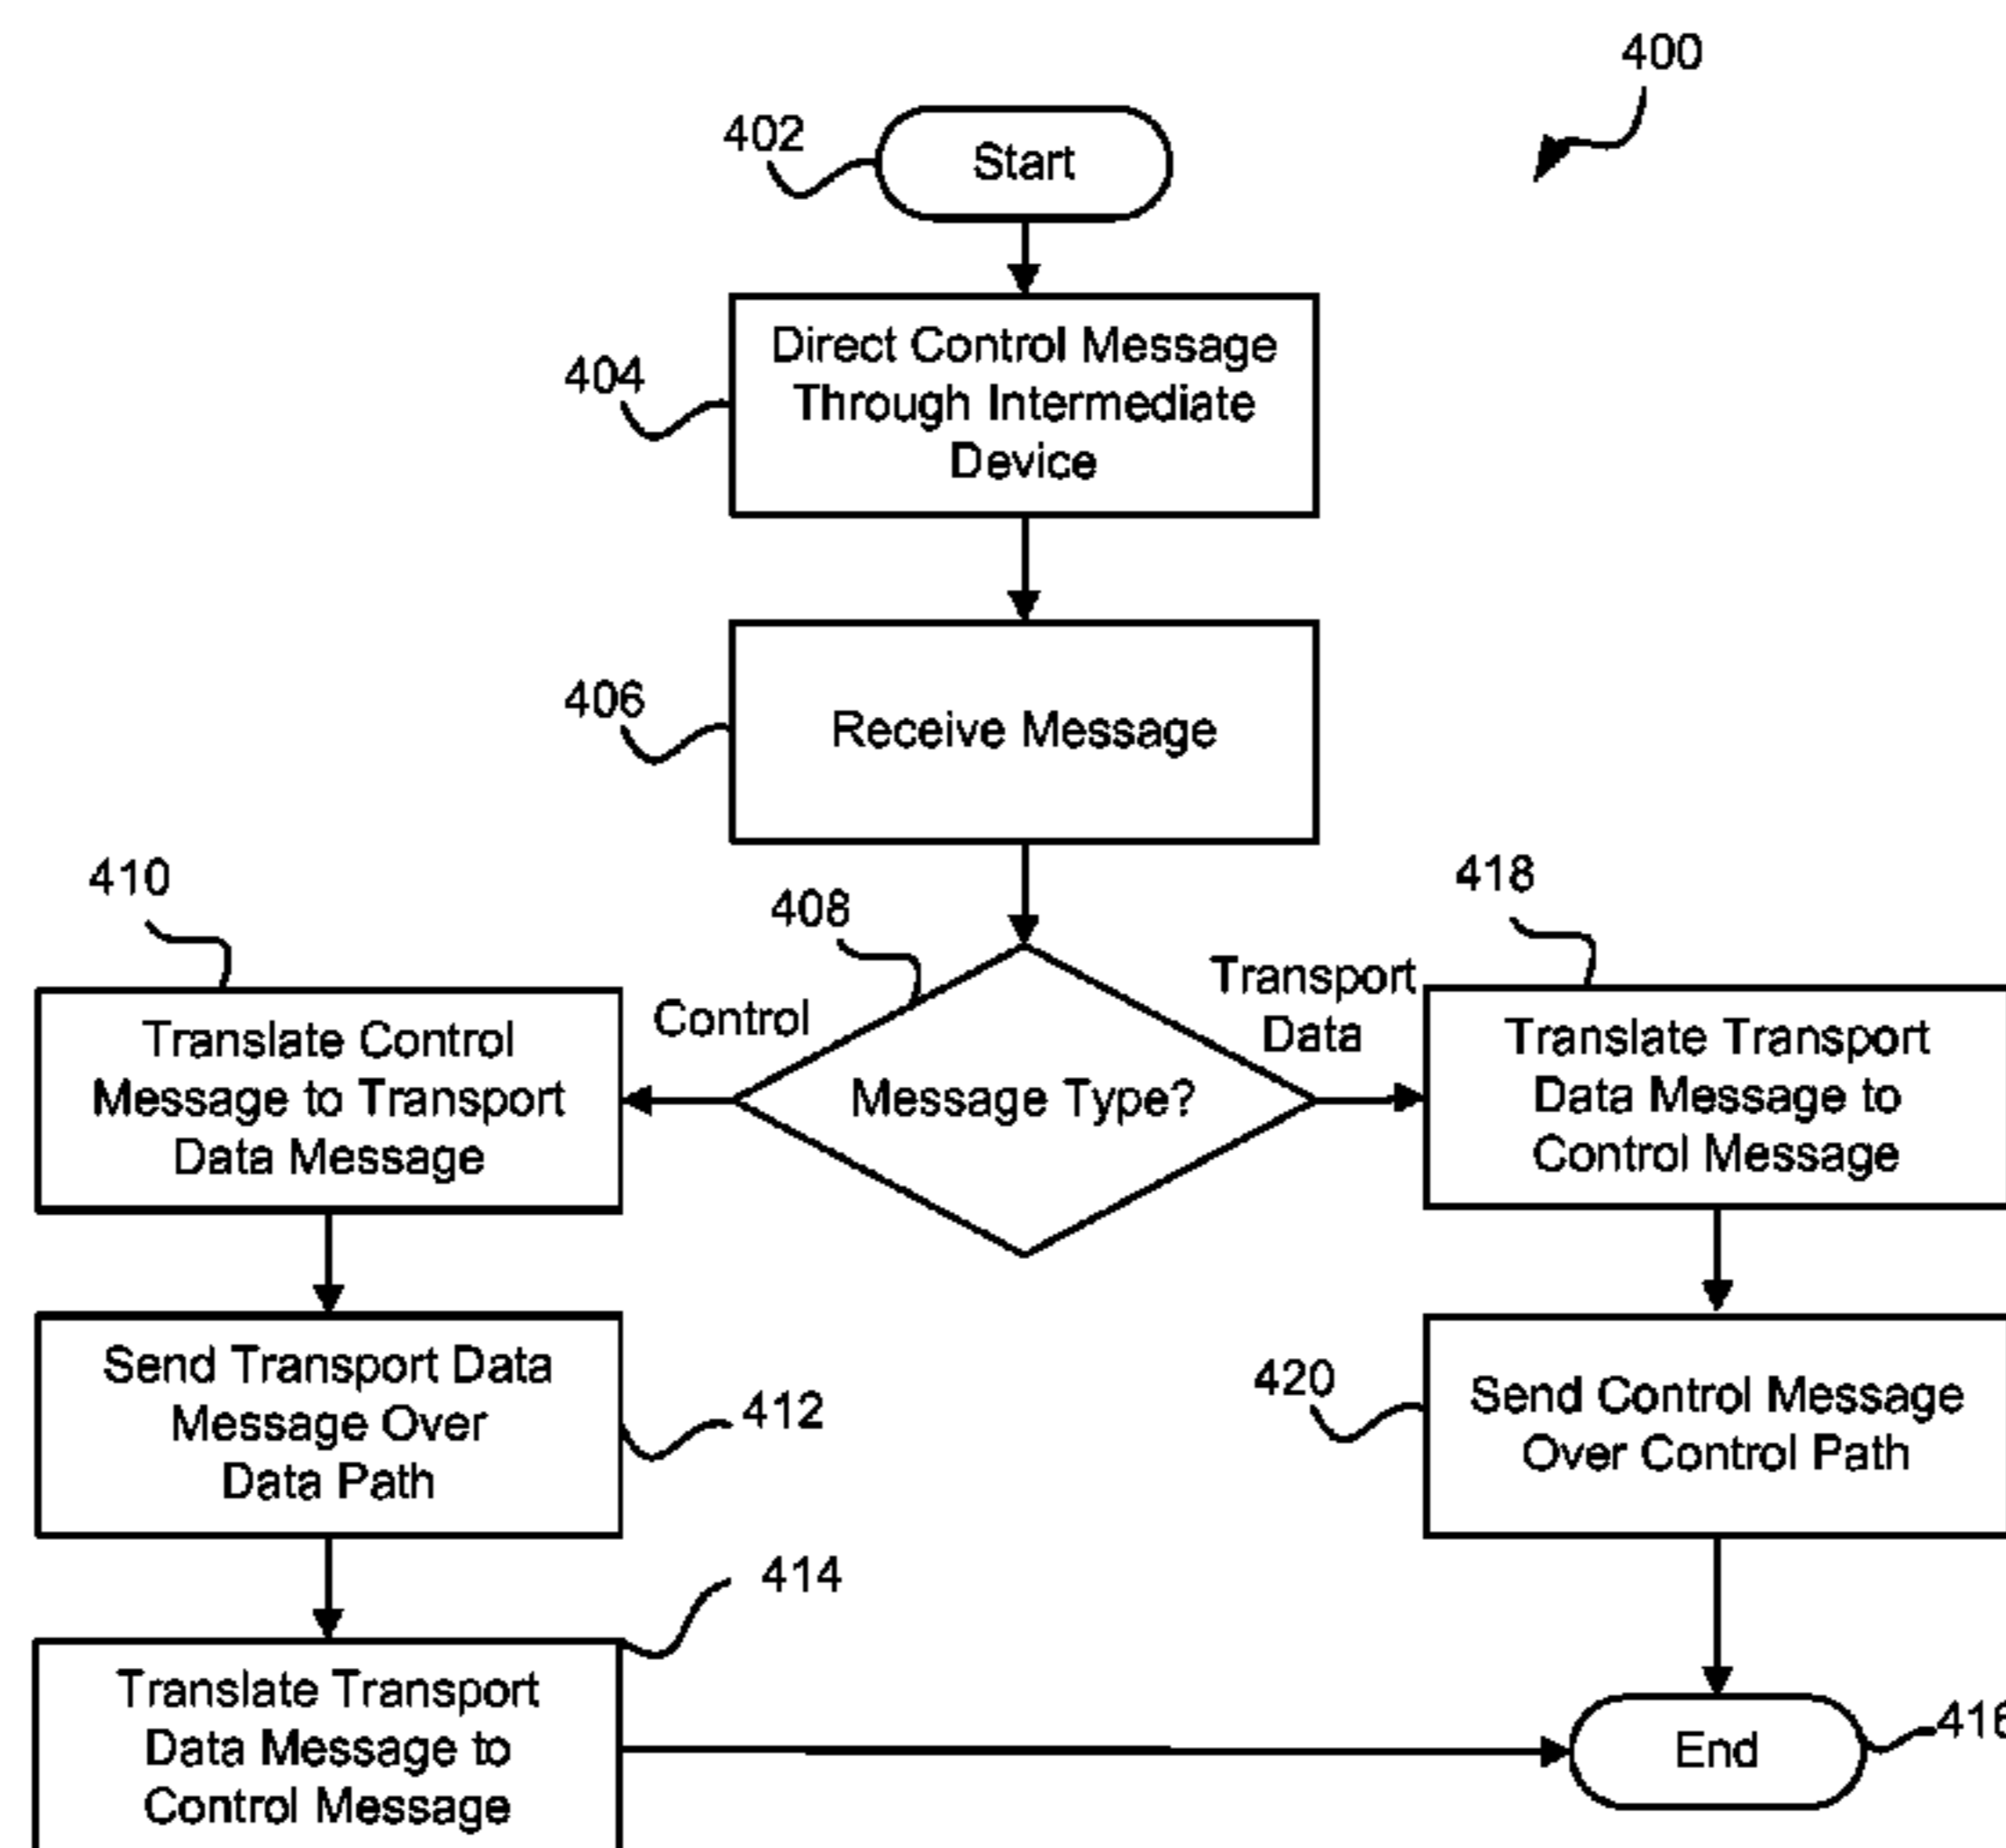 400
402
Start
404
Direct Control Message
Through Intermediate
Device
406
Receive Message
410
408
418
Control
Transport
Data
Translate Control
Message to Transport
Data Message
Message Type?
Translate Transport
Data Message to
Control Message
Send Transport Data
Message Over
Data Path
412
420
Send Control Message
Over Control Path
414
Translate Transport
Data Message to
Control Message
End
416